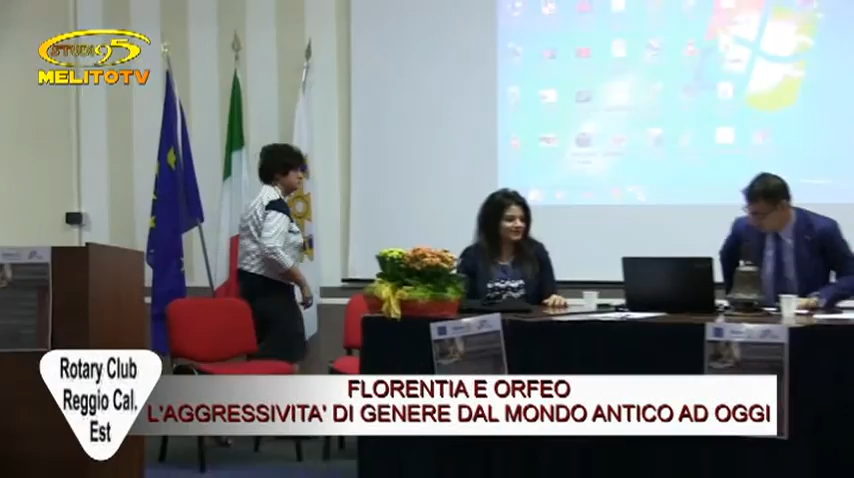 STUDIO 95
MELITOTV
Rotary Club
Reggio Cal.
Est
FLORENTIA E ORFEO
L'AGGRESSIVITA' DI GENERE DAL MONDO ANTICO AD OGGI